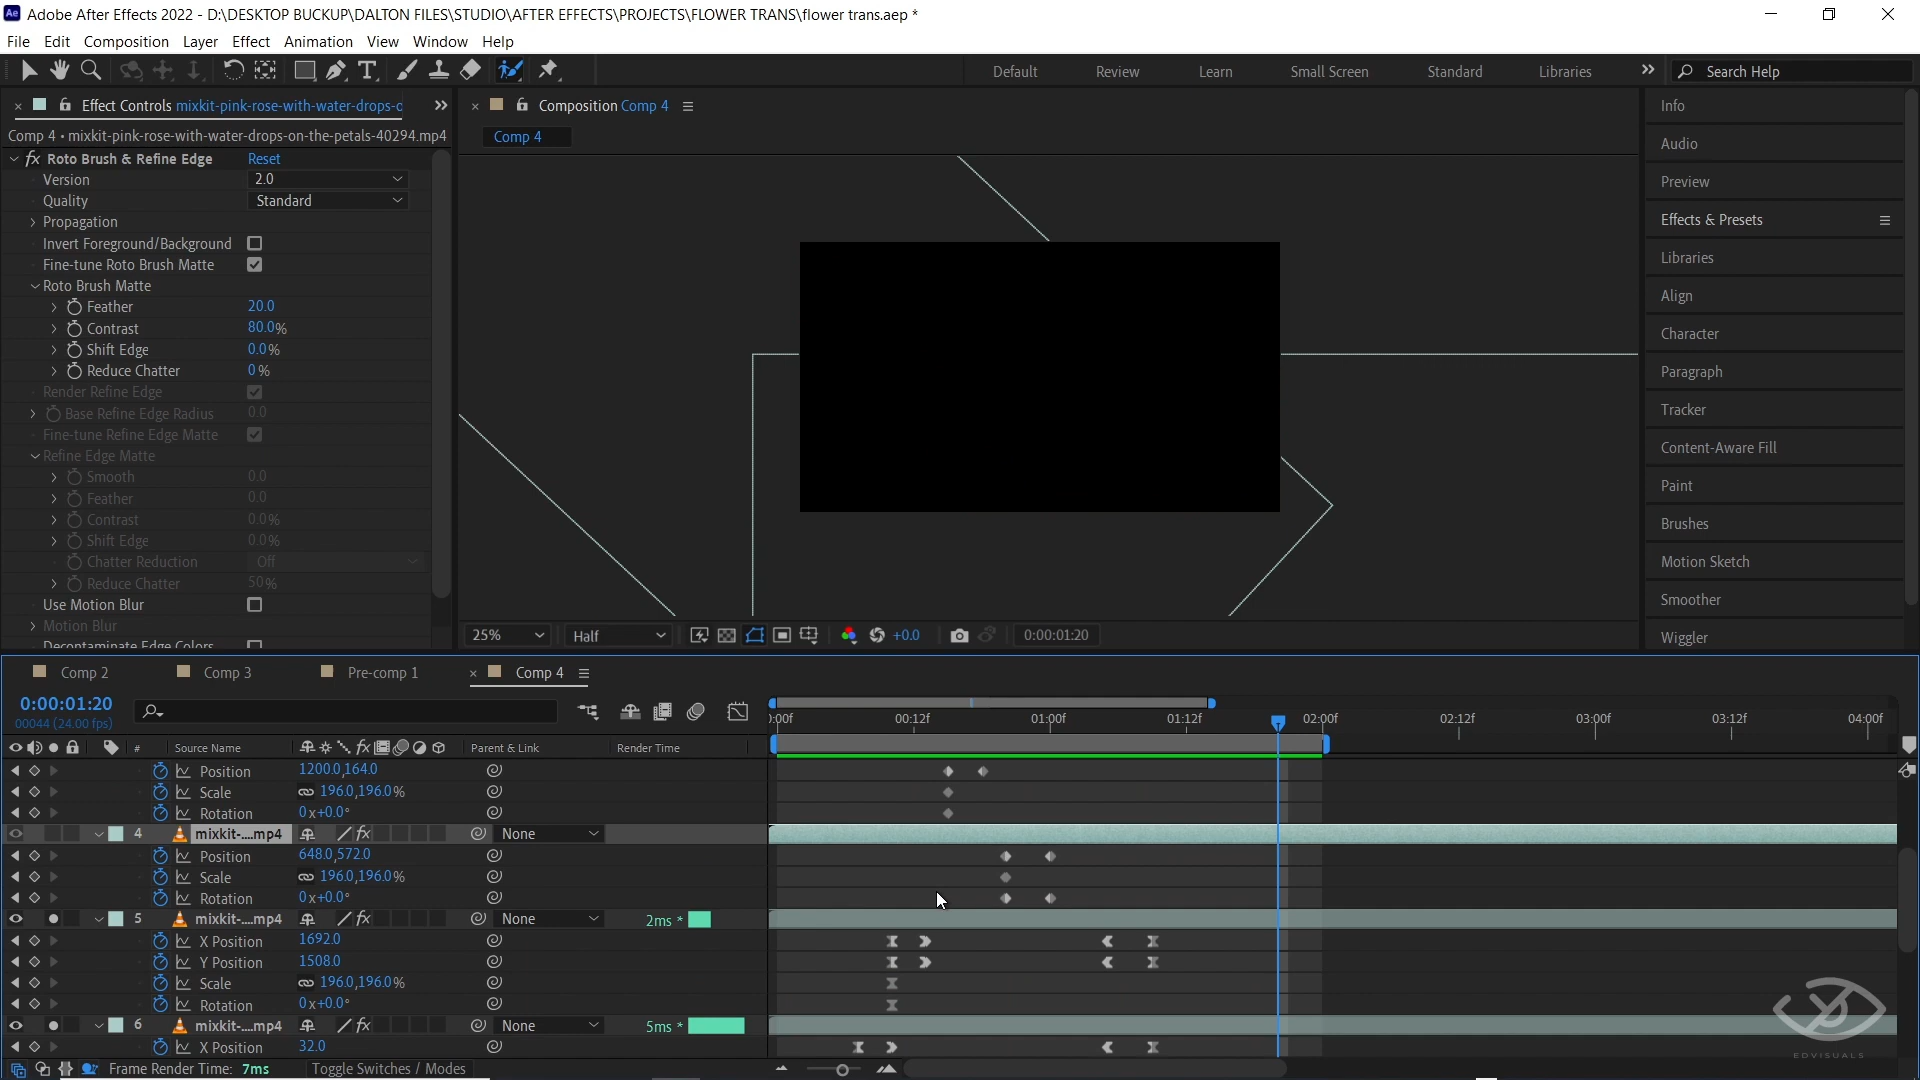 Adobe After Effects 2022 - D:\DESKTOP BUCKUP\DALTON FILES\STUDIO\AFTER EFFECTS\PROJECTS\FLOWER TRANS\flower trans.aep *
File Edit Composition Layer Effect Animation View Window Help
Default Review Learn Small Screen Standard Libraries Search Help
Effect Controls mixkit-pink-rose-with-water-drops-o
Composition Comp 4
Info
Comp 4 • mixkit-pink-rose-with-water-drops-on-the-petals-40294.mp4
Comp 4
Audio
fx Roto Brush & Refine Edge Reset
Version 2.0
Preview
Quality Standard
Propagation
Effects & Presets
Invert Foreground/Background
Fine-tune Roto Brush Matte
Libraries
Roto Brush Matte
Align
Feather 20.0
Contrast 80.0%
Character
Shift Edge 0.0%
Reduce Chatter 0%
Paragraph
Render Refine Edge
Base Refine Edge Radius 0.0
Tracker
Fine-tune Refine Edge Matte
Content-Aware Fill
Refine Edge Matte
Smooth 0.0
Paint
Feather 0.0
Contrast 0.0%
Brushes
Shift Edge 0.0%
Chatter Reduction Off
Motion Sketch
Reduce Chatter 50%
Smoother
Use Motion Blur
Motion Blur
Wiggler
Decontaminate Edge Colors
25% Half +0.0 0:00:01:20
Comp 2 Comp 3 Pre-comp 1 Comp 4
0:00:01:20
00044 (24.00 fps)
):00f 00:12f 01:00f 01:12f 02:00f 02:12f 03:00f 03:12f 04:00f
# Source Name fx Parent & Link Render Time
Position 1200.0,164.0
Scale 196.0,196.0%
Rotation 0x+0.0°
4 mixkit-....mp4 fx None
Position 648.0,572.0
Scale 196.0,196.0%
Rotation 0x+0.0°
5 mixkit-....mp4 fx None 2ms *
X Position 1692.0
Y Position 1508.0
Scale 196.0,196.0%
Rotation 0x+0.0°
6 mixkit-....mp4 fx None 5ms *
X Position 32.0
EDVISUALS
Frame Render Time: 7ms Toggle Switches / Modes